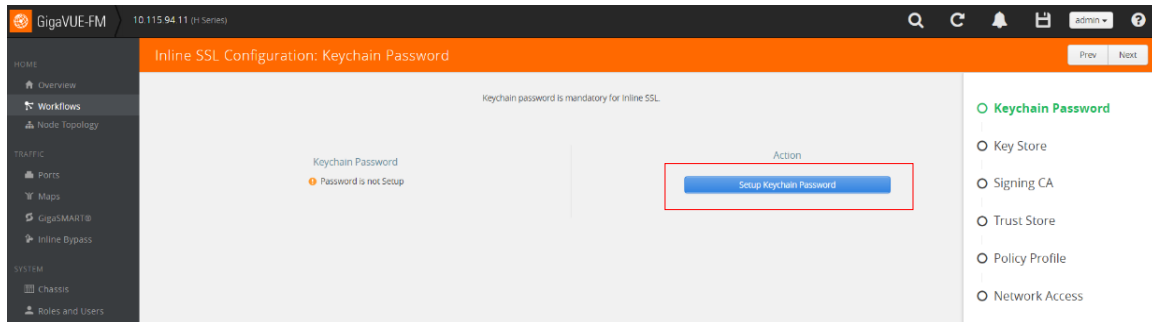 GigaVUE-FM 10.115.94.11 (H Series) admin
Inline SSL Configuration: Keychain Password Prev Next
HOME
Overview
Workflows
Node Topology
TRAFFIC
Ports
Maps
GigaSMART®
Inline Bypass
SYSTEM
Chassis
Roles and Users
Keychain password is mandatory for Inline SSL.
Keychain Password
Password is not Setup
Action
Setup Keychain Password
Keychain Password
Key Store
Signing CA
Trust Store
Policy Profile
Network Access